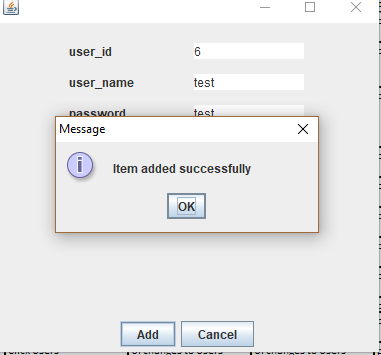 user_id 6
user_name test
password test
Message
Item added successfully
OK
Add Cancel